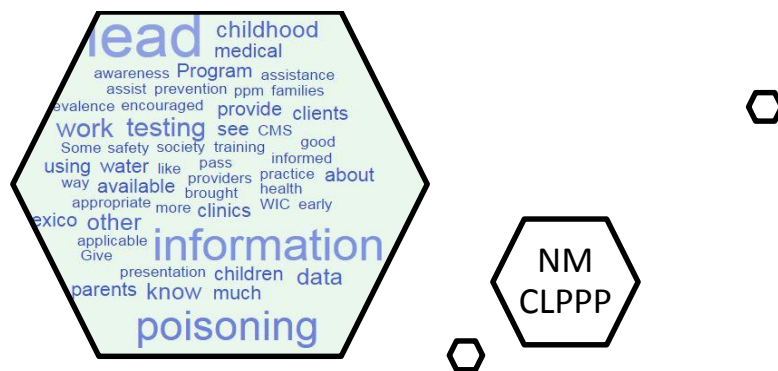 lead childhood
medical
awareness Program assistance
assist prevention ppm families
evalence encouraged provide clients
work testing see CMS
Some safety society training good
using water like pass informed
way available providers practice about
brought health
appropriate more clinics WIC early
exico other
applicable
Give information
presentation children data
parents know much
poisoning
NM
CLPPP